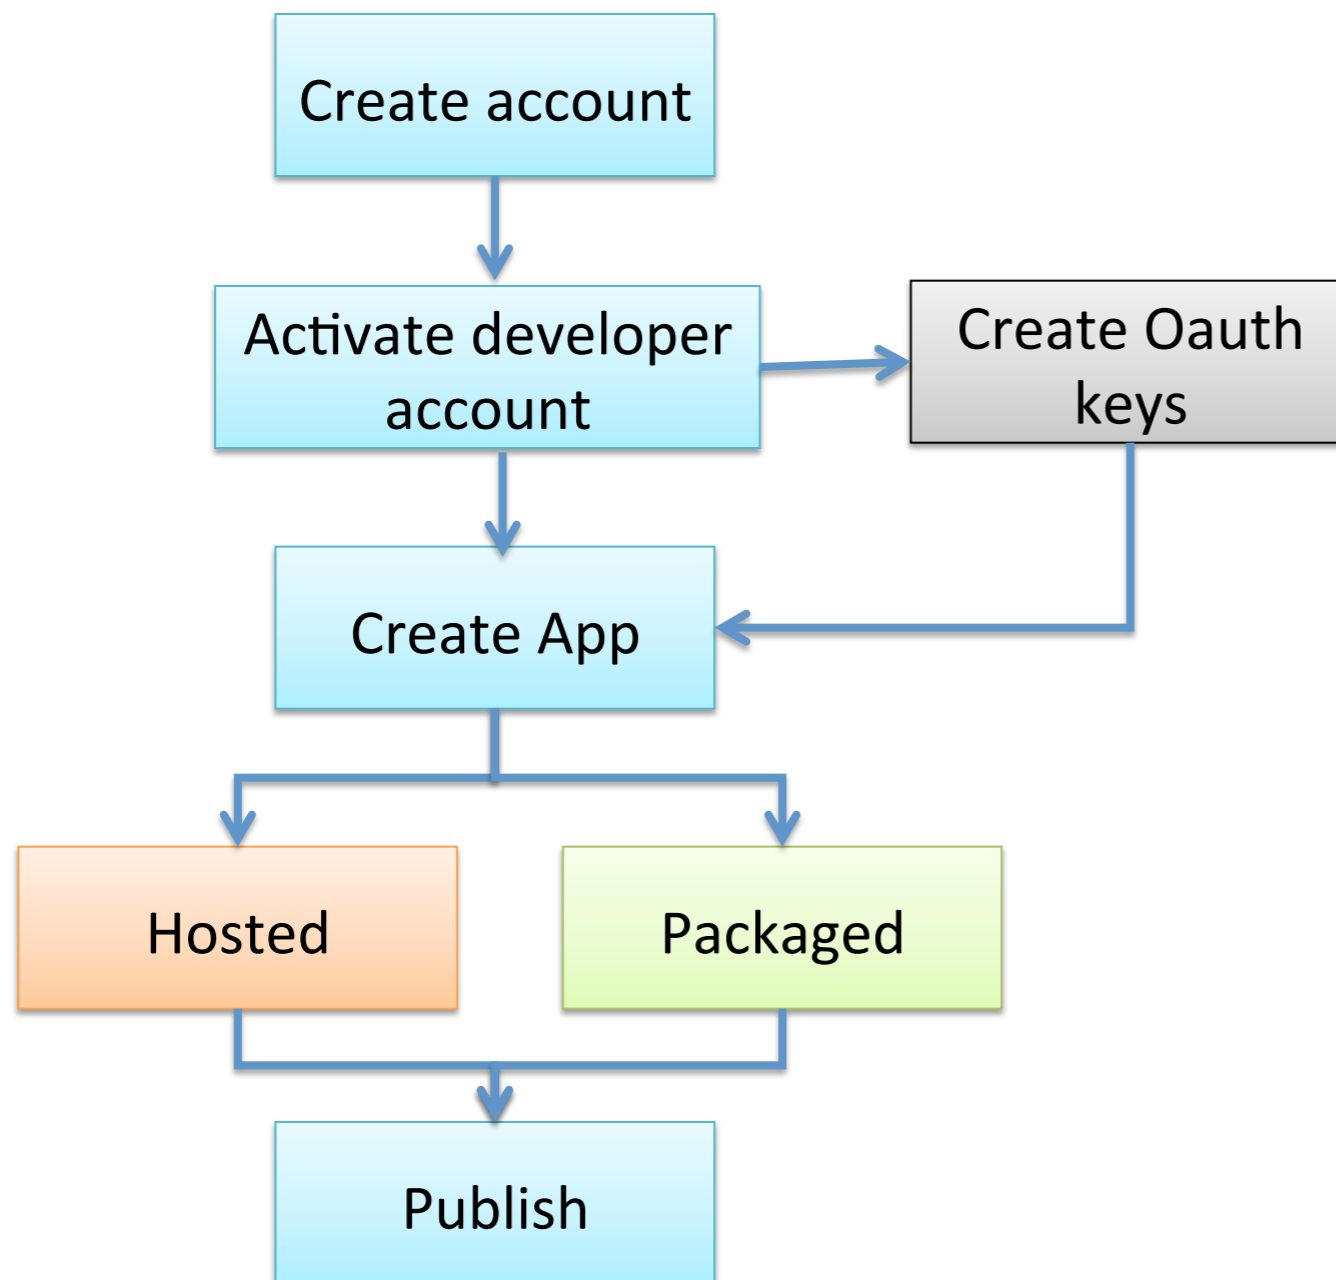 Create account
Activate developer
account
Create Oauth
keys
Create App
Hosted
Packaged
Publish